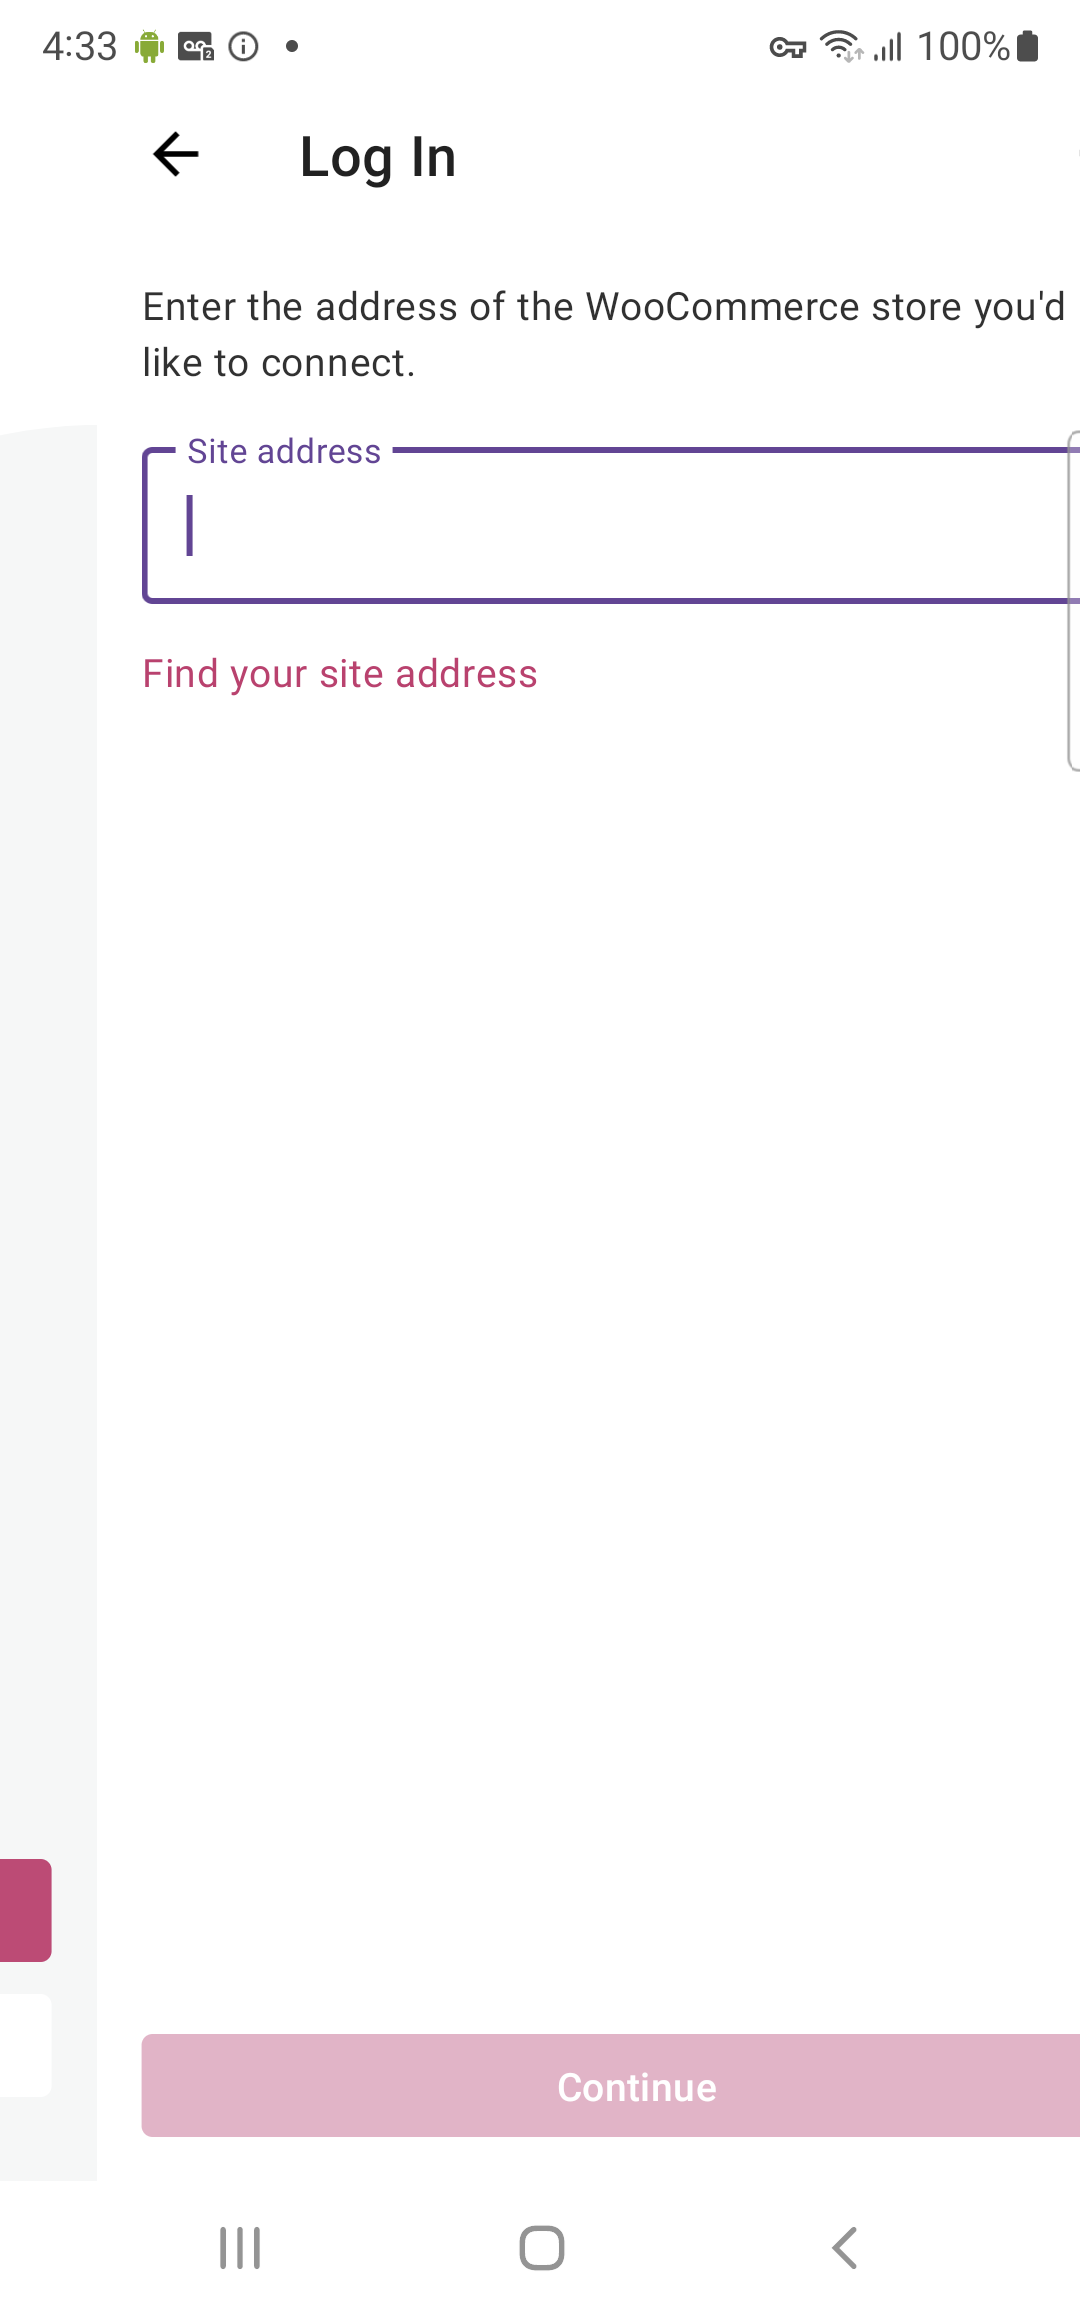 4:33
100%
Log In
Enter the address of the WooCommerce store you'd
like to connect.
Site address
Find your site address
Continue